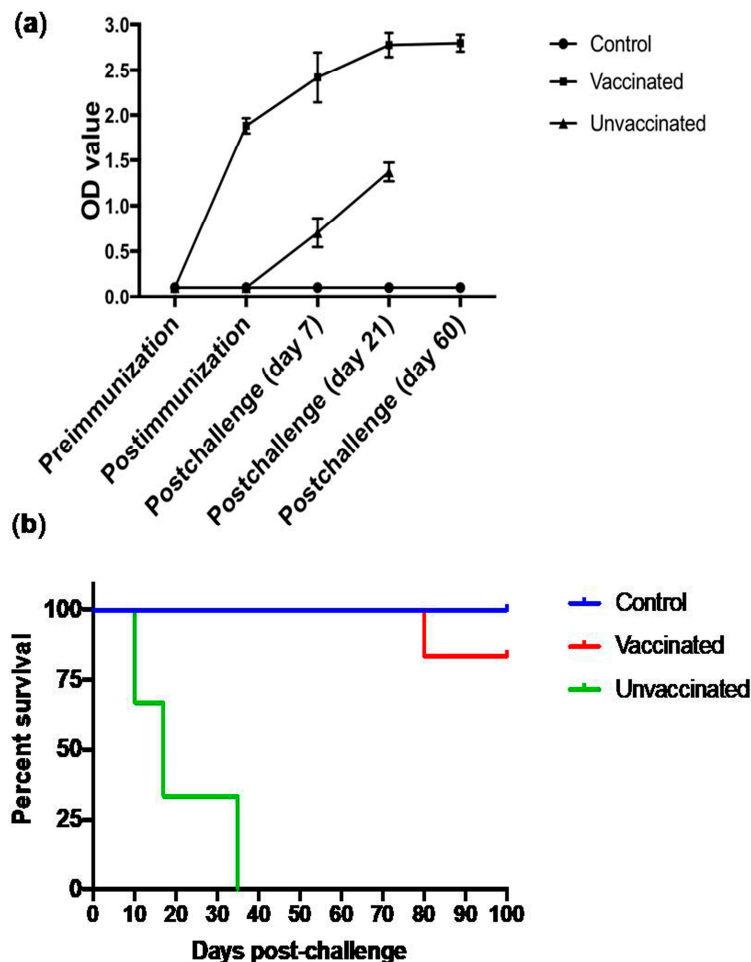 (a)
3.0
2.5
2.0
1.5
1.0
0.5
0.0
OD value
Preimmunization
Postimmunization
Postchallenge (day 7)
Postchallenge (day 21)
Postchallenge (day 60)
Control
Vaccinated
Unvaccinated
(b)
100
75
50
25
0
Percent survival
0 10 20 30 40 50 60 70 80 90 100
Days post-challenge
Control
Vaccinated
Unvaccinated